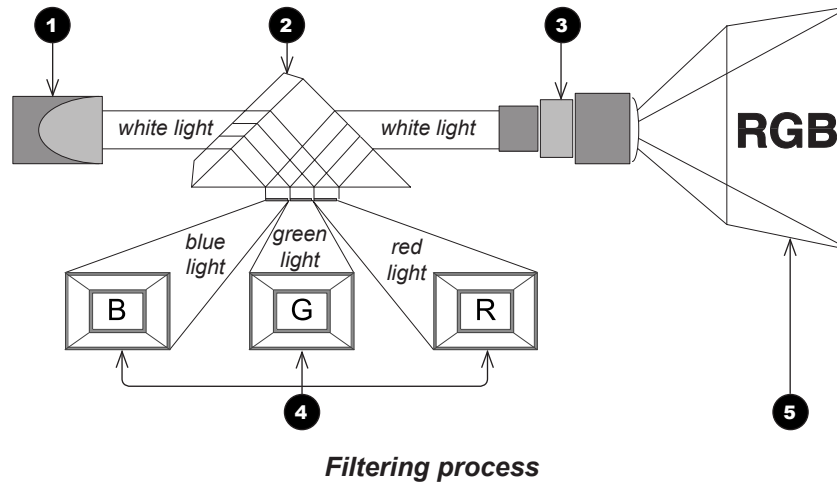 1
2
3
white light
white light
RGB
blue
light
green
light
red
light
B
G
R
4
5
Filtering process